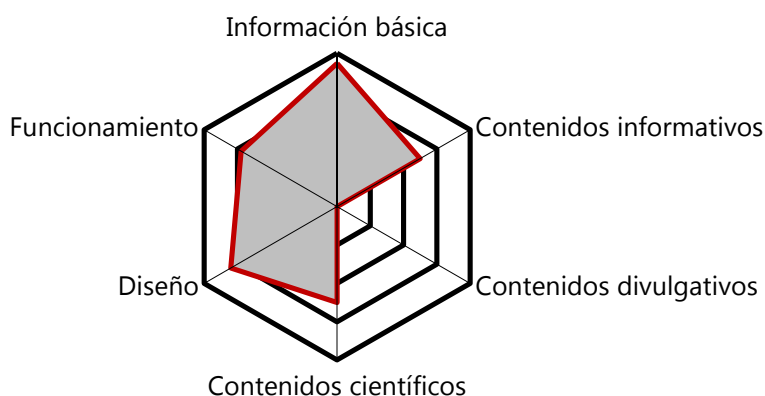 Información básica
Funcionamiento
Contenidos informativos
Diseño
Contenidos divulgativos
Contenidos científicos